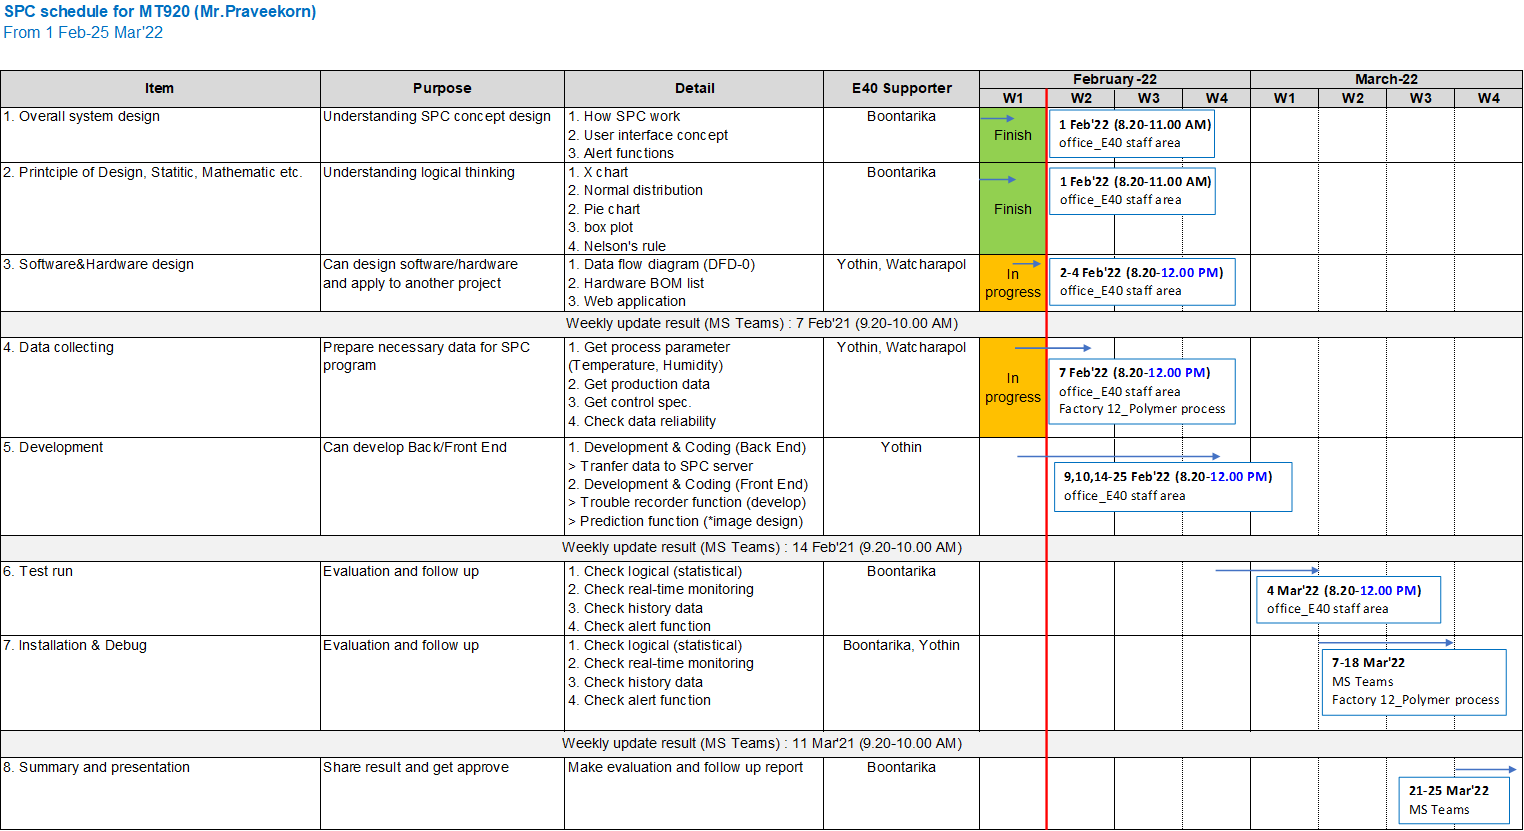 SPC schedule for MT920 (Mr.Praveekorn)
From 1 Feb-25 Mar'22
Item
Purpose
Detail
E40 Supporter
February-22
March-22
W1
W2
W3
W4
W1
W2
W3
W4
1. Overall system design
Understanding SPC concept design
1. How SPC work
2. User interface concept
3. Alert functions
Boontarika
Finish
1 Feb'22 (8.20-11.00 AM)
office_E40 staff area
2. Printciple of Design, Statitic, Mathematic etc.
Understanding logical thinking
1. X chart
2. Normal distribution
2. Pie chart
3. box plot
4. Nelson's rule
Boontarika
Finish
1 Feb'22 (8.20-11.00 AM)
office_E40 staff area
3. Software&Hardware design
Can design software/hardware
and apply to another project
1. Data flow diagram (DFD-0)
2. Hardware BOM list
3. Web application
Yothin, Watcharapol
In
progress
2-4 Feb'22 (8.20-12.00 PM)
office_E40 staff area
Weekly update result (MS Teams) : 7 Feb'21 (9.20-10.00 AM)
4. Data collecting
Prepare necessary data for SPC
program
1. Get process parameter
(Temperature, Humidity)
2. Get production data
3. Get control spec.
4. Check data reliability
Yothin, Watcharapol
In
progress
7 Feb'22 (8.20-12.00 PM)
office_E40 staff area
Factory 12_Polymer process
5. Development
Can develop Back/Front End
1. Development & Coding (Back End)
> Tranfer data to SPC server
2. Development & Coding (Front End)
> Trouble recorder function (develop)
> Prediction function (*image design)
Yothin
9,10,14-25 Feb'22 (8.20-12.00 PM)
office_E40 staff area
Weekly update result (MS Teams) : 14 Feb'21 (9.20-10.00 AM)
6. Test run
Evaluation and follow up
1. Check logical (statistical)
2. Check real-time monitoring
3. Check history data
4. Check alert function
Boontarika
4 Mar'22 (8.20-12.00 PM)
office_E40 staff area
7. Installation & Debug
Evaluation and follow up
1. Check logical (statistical)
2. Check real-time monitoring
3. Check history data
4. Check alert function
Boontarika, Yothin
7-18 Mar'22
MS Teams
Factory 12_Polymer process
Weekly update result (MS Teams) : 11 Mar'21 (9.20-10.00 AM)
8. Summary and presentation
Share result and get approve
Make evaluation and follow up report
Boontarika
21-25 Mar'22
MS Teams